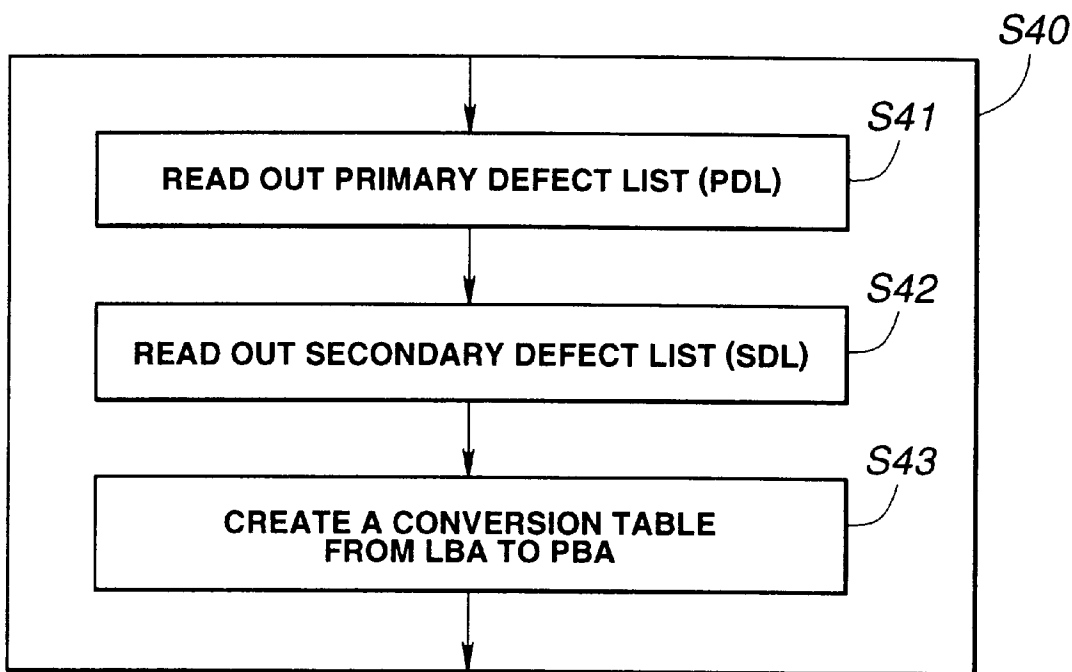 S40
S41
READ OUT PRIMARY DEFECT LIST (PDL)
S42
READ OUT SECONDARY DEFECT LIST (SDL)
S43
CREATE A CONVERSION TABLE
FROM LBA TO PBA